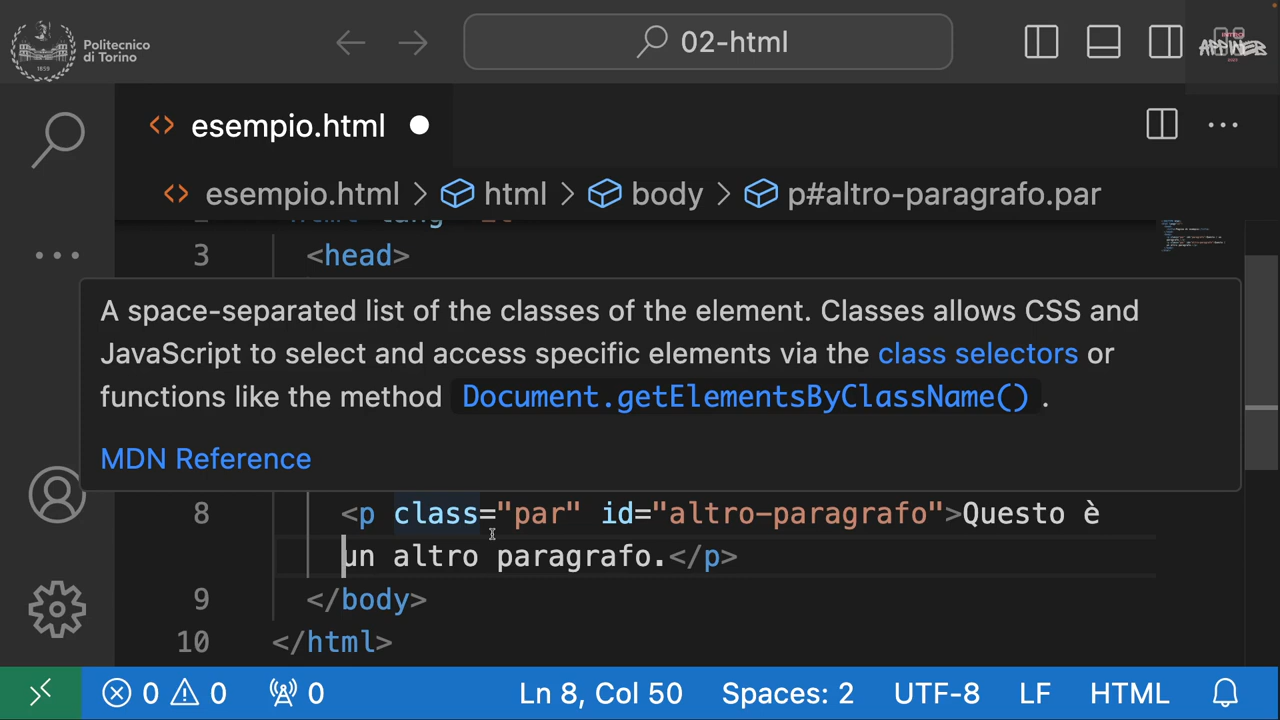 Politecnico
di Torino
1859
02-html
APPINER
esempio.html
esempio.html > html > body > p#altro-paragrafo.par
3 <head>
A space-separated list of the classes of the element. Classes allows CSS and
JavaScript to select and access specific elements via the class selectors or
functions like the method Document.getElementsByClassName() .
MDN Reference
8 <p class="par" id="altro-paragrafo">Questo è
un altro paragrafo.</p>
9 </body>
10 </html>
0 0 0 Ln 8, Col 50 Spaces: 2 UTF-8 LF HTML